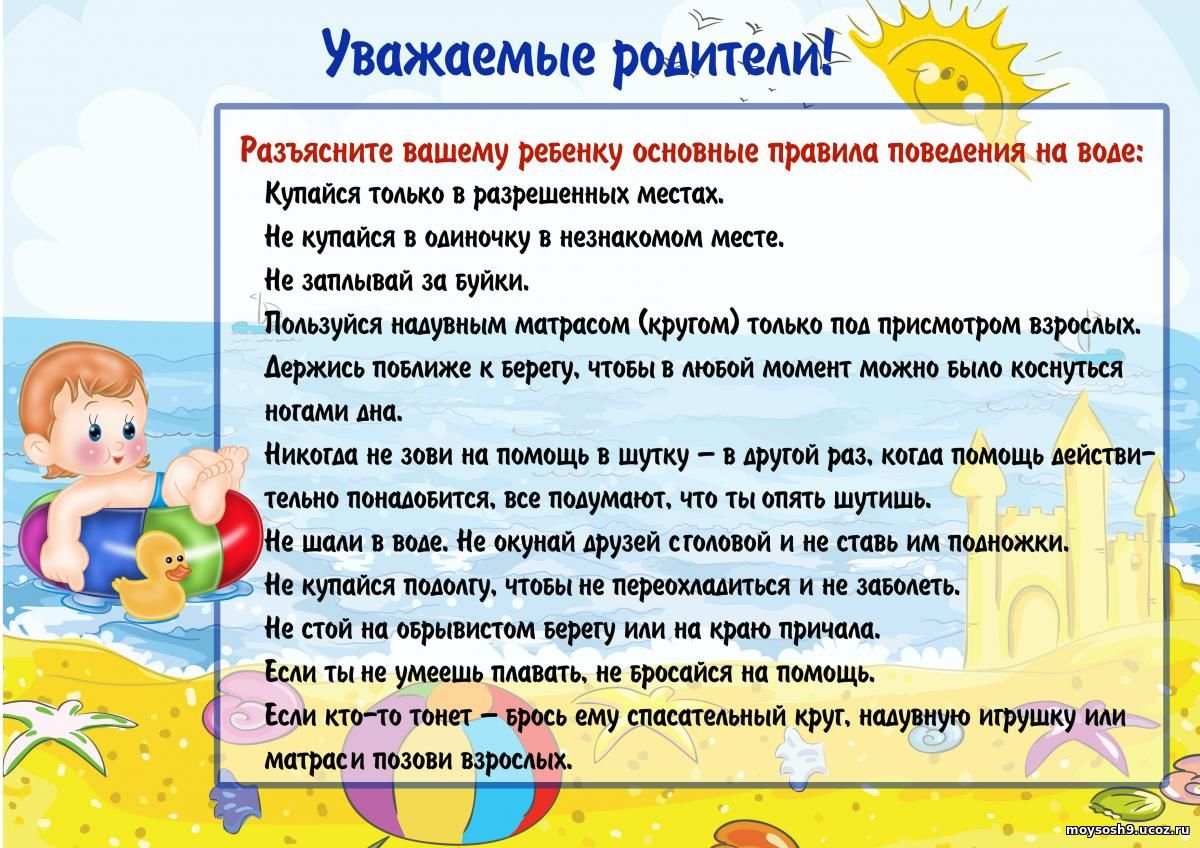 Уважаемые родители!
Разъясните вашему ребенку основные правила поведения на воде:
Купайся только в разрешенных местах.
Не купайся в одиночку в незнакомом месте.
Не заплывай за буйки.
Пользуйся надувным матрасом (кругом) только под присмотром взрослых.
Держись поближе к берегу, чтобы в любой момент можно было коснуться
ногами дна.
Никогда не зови на помощь в шутку – в другой раз, когда помощь действи-
тельно понадобится, все подумают, что ты опять шутишь.
Не шали в воде. Не окунай друзей с головой и не ставь им подножки.
Не купайся подолгу, чтобы не переохладиться и не заболеть.
Не стой на обрывистом берегу или на краю причала.
Если ты не умеешь плавать, не бросайся на помощь.
Если кто-то тонет – брось ему спасательный круг, надувную игрушку или
матрас и позови взрослых.
moysosh9.ucoz.ru